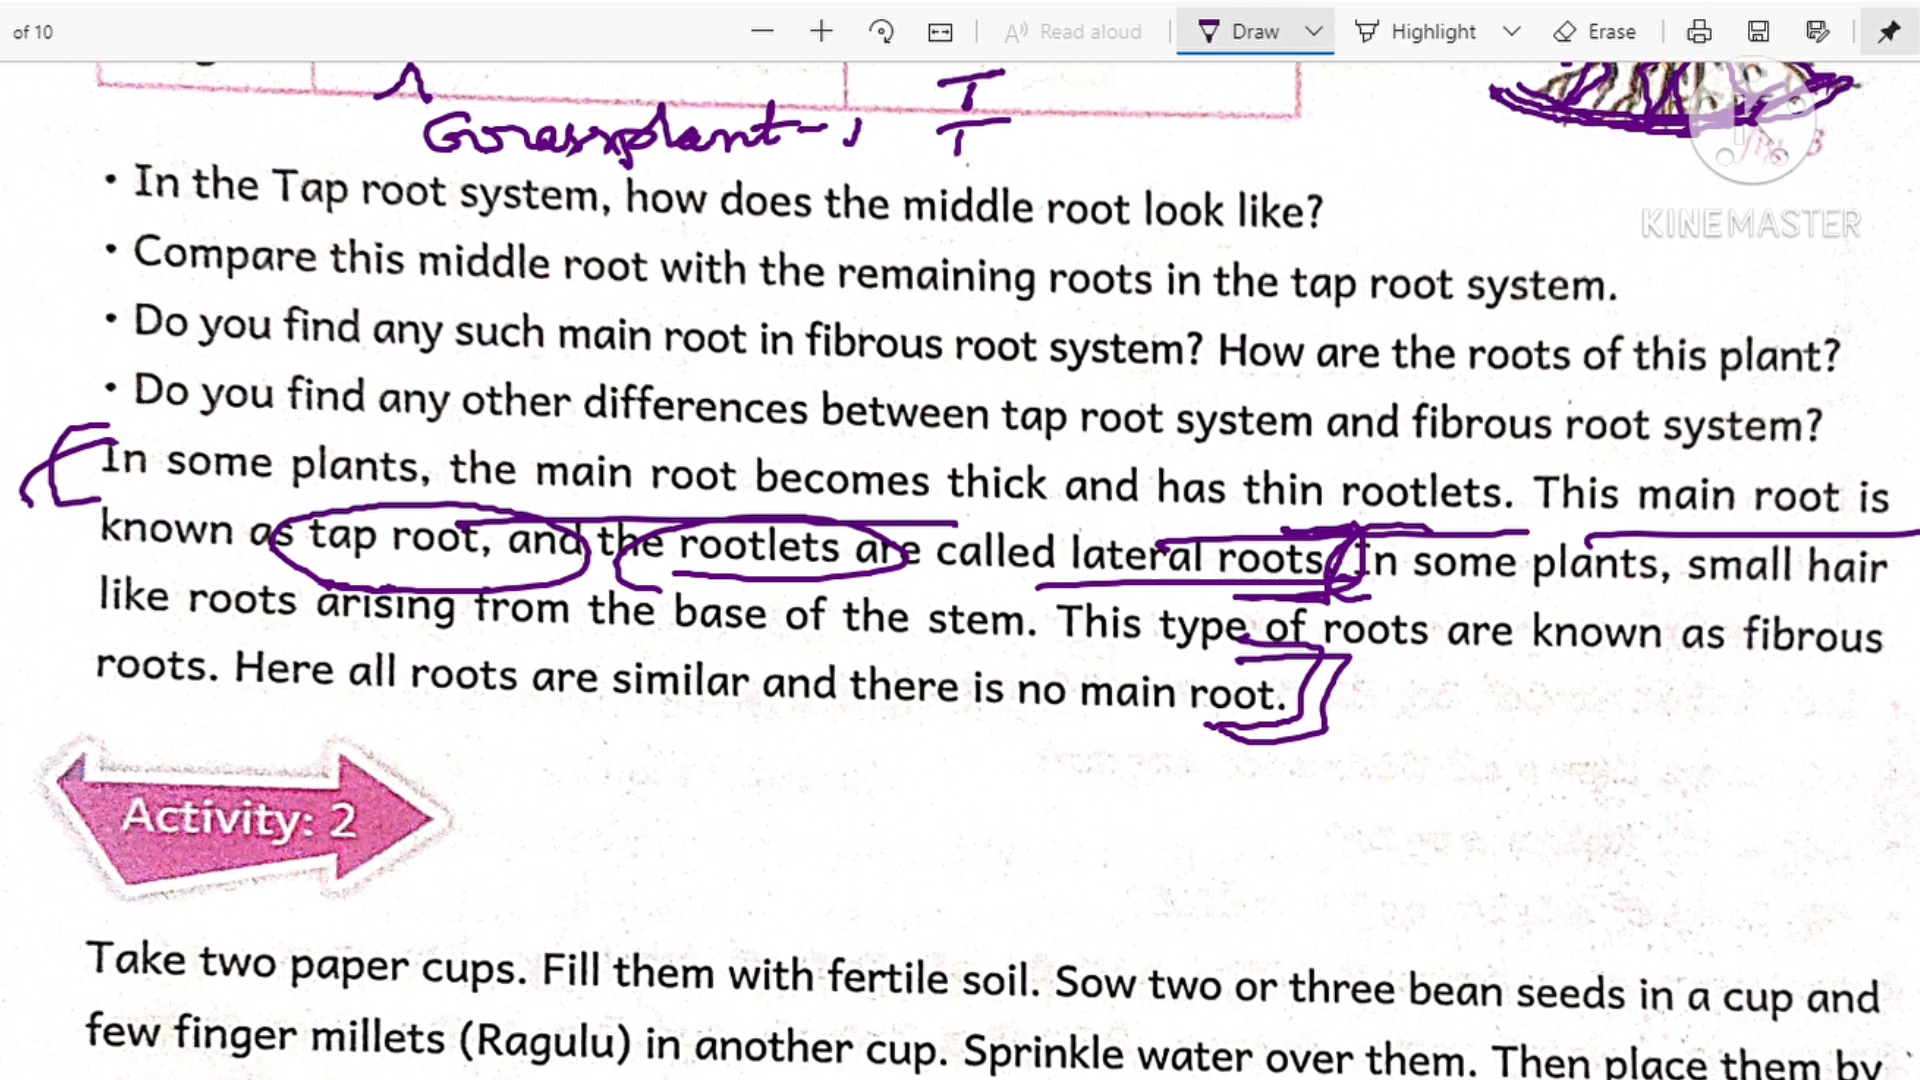 of 10
Read aloud
Draw
Highlight
Erase
Grassplant-
KINEMASTER
• In the Tap root system, how does the middle root look like?
• Compare this middle root with the remaining roots in the tap root system.
• Do you find any such main root in fibrous root system? How are the roots of this plant?
• Do you find any other differences between tap root system and fibrous root system?
In some plants, the main root becomes thick and has thin rootlets. This main root is
known as tap root, and the rootlets are called lateral roots. In some plants, small hair
like roots arising from the base of the stem. This type of roots are known as fibrous
roots. Here all roots are similar and there is no main root.
Activity: 2
Take two paper cups. Fill them with fertile soil. Sow two or three bean seeds in a cup and
few finger millets (Ragulu) in another cup. Sprinkle water over them. Then place them by